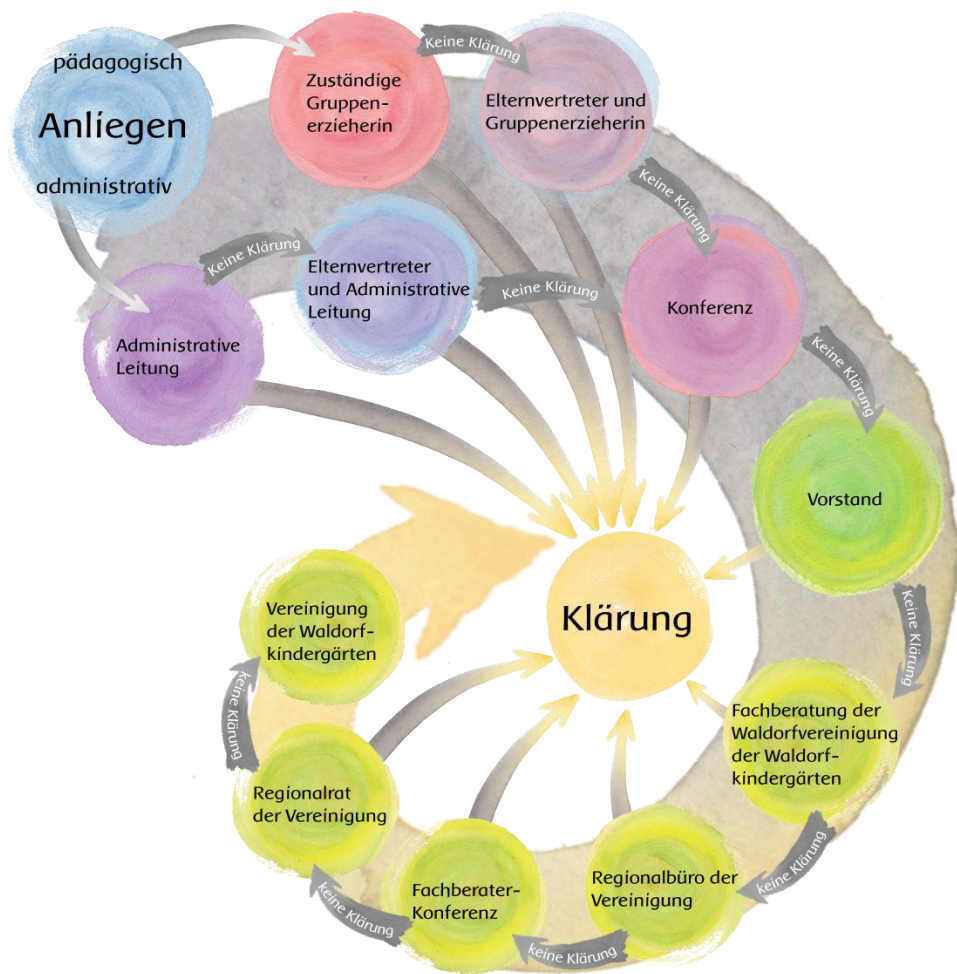 pädagogisch
Anliegen
administrativ
Zuständige
Gruppen-
erzieherin
Keine Klärung
Elternvertreter und
Gruppenerzieherin
Keine Klärung
Administrative
Leitung
Keine Klärung
Elternvertreter
und Administrative
Leitung
Keine Klärung
Konferenz
Keine Klärung
Vorstand
Keine Klärung
Fachberatung der
Waldorfvereinigung
der Waldorf-
kindergärten
keine Klärung
Regionalbüro der
Vereinigung
keine Klärung
Fachberater-
Konferenz
keine Klärung
Regionalrat
der Vereinigung
keine Klärung
Vereinigung
der Waldorf-
kindergärten
Klärung